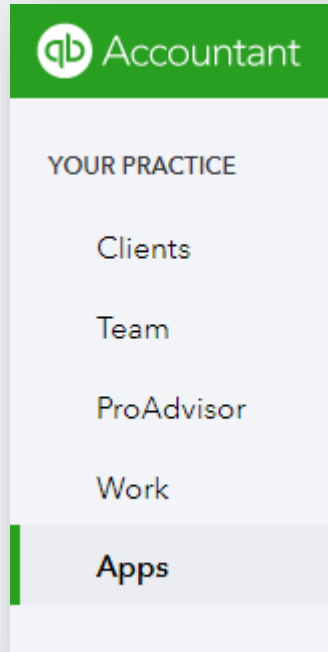 qb Accountant
YOUR PRACTICE
Clients
Team
ProAdvisor
Work
Apps